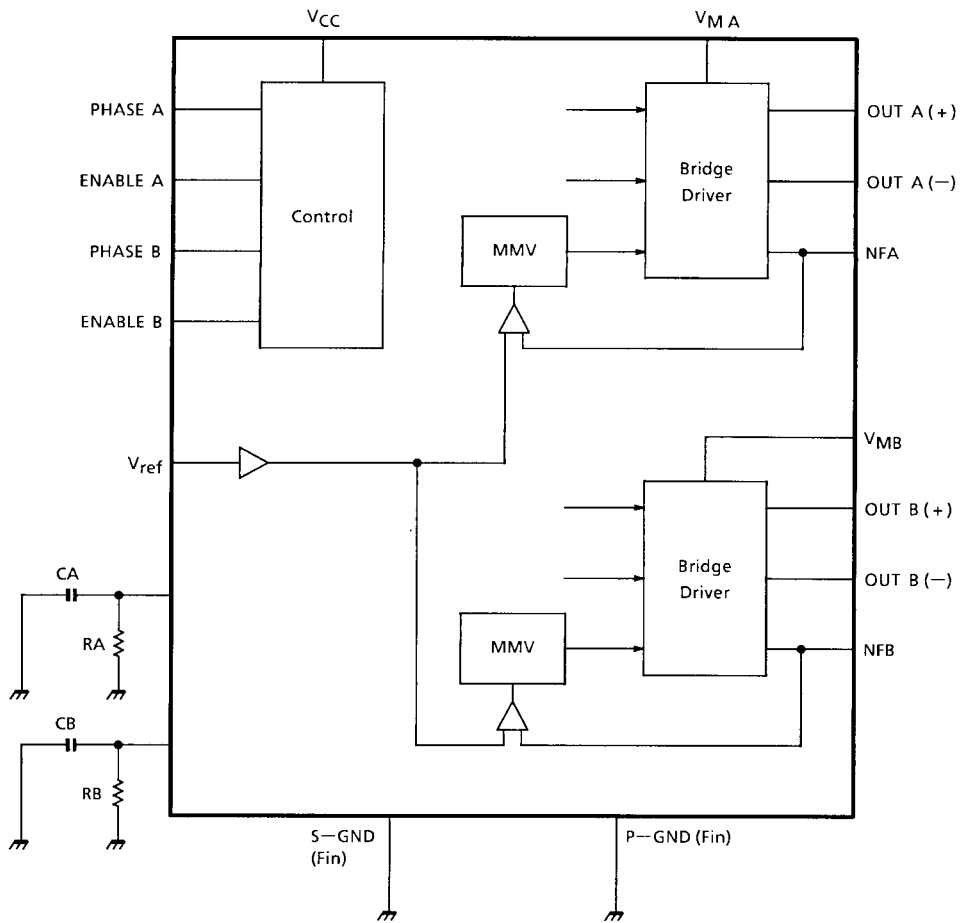 VCC
VM A
PHASE A
ENABLE A
PHASE B
ENABLE B
Control
Bridge
Driver
OUT A (+)
OUT A (—)
NFA
MMV
Vref
VMB
Bridge
Driver
OUT B (+)
OUT B (—)
NFB
MMV
CA
RA
CB
RB
S—GND
(Fin)
P—GND (Fin)